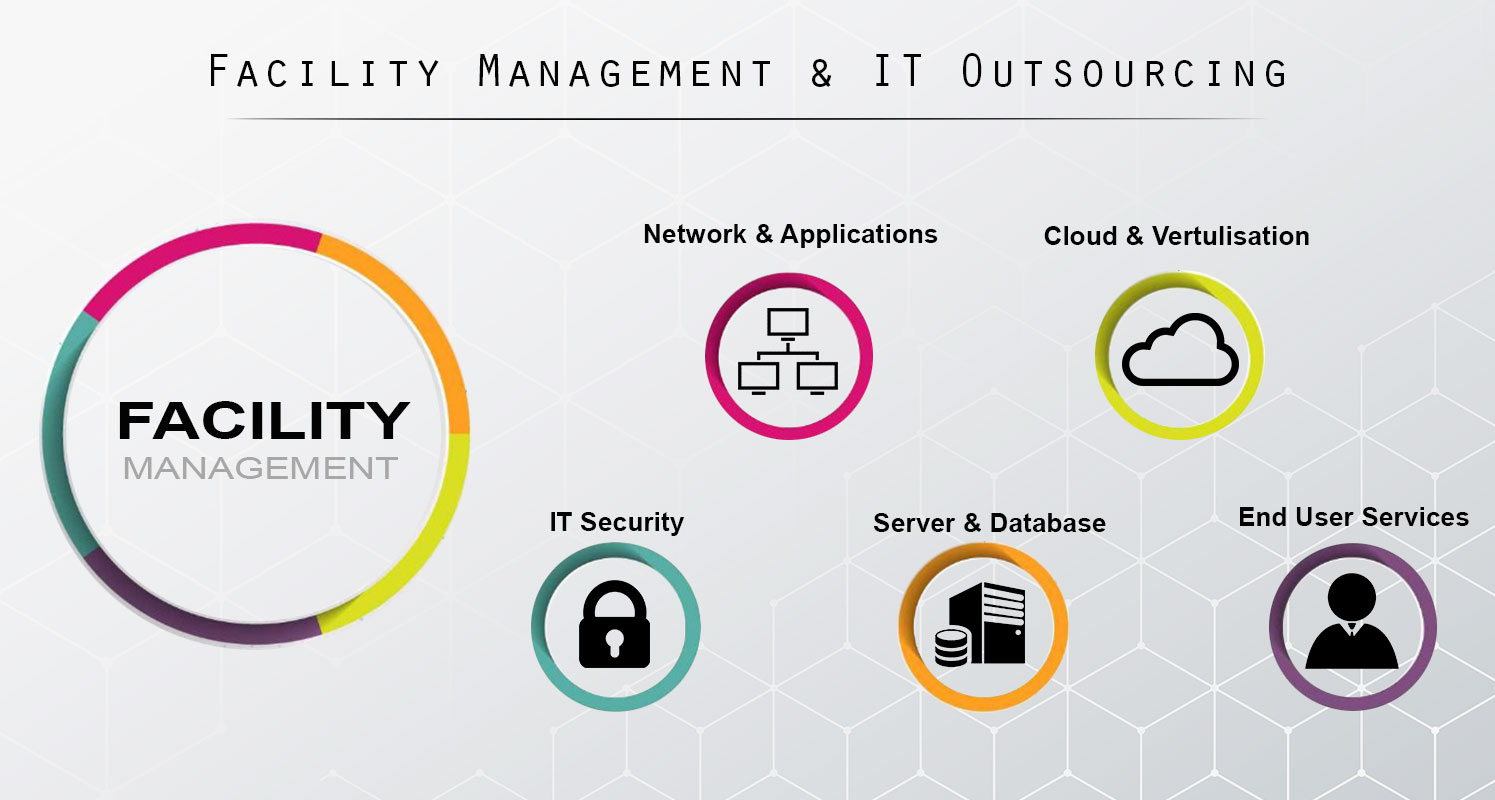 Facility Management & IT Outsourcing
FACILITY
MANAGEMENT
Network & Applications
Cloud & Vertulisation
IT Security
Server & Database
End User Services